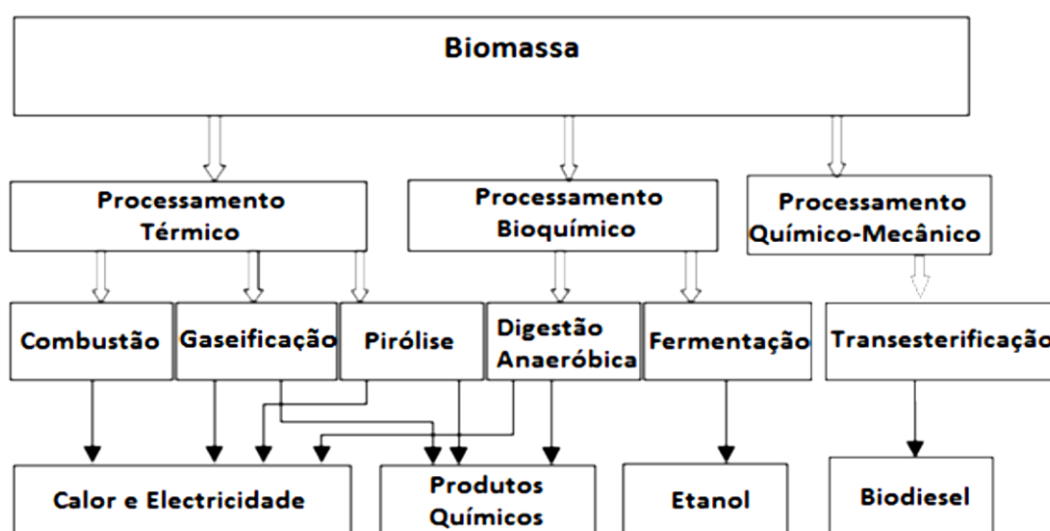 Biomassa
Processamento
Térmico
Processamento
Bioquímico
Processamento
Químico-Mecânico
Combustão
Gaseificação
Pirólise
Digestão
Anaeróbica
Fermentação
Transesterificação
Calor e Electricidade
Produtos
Químicos
Etanol
Biodiesel